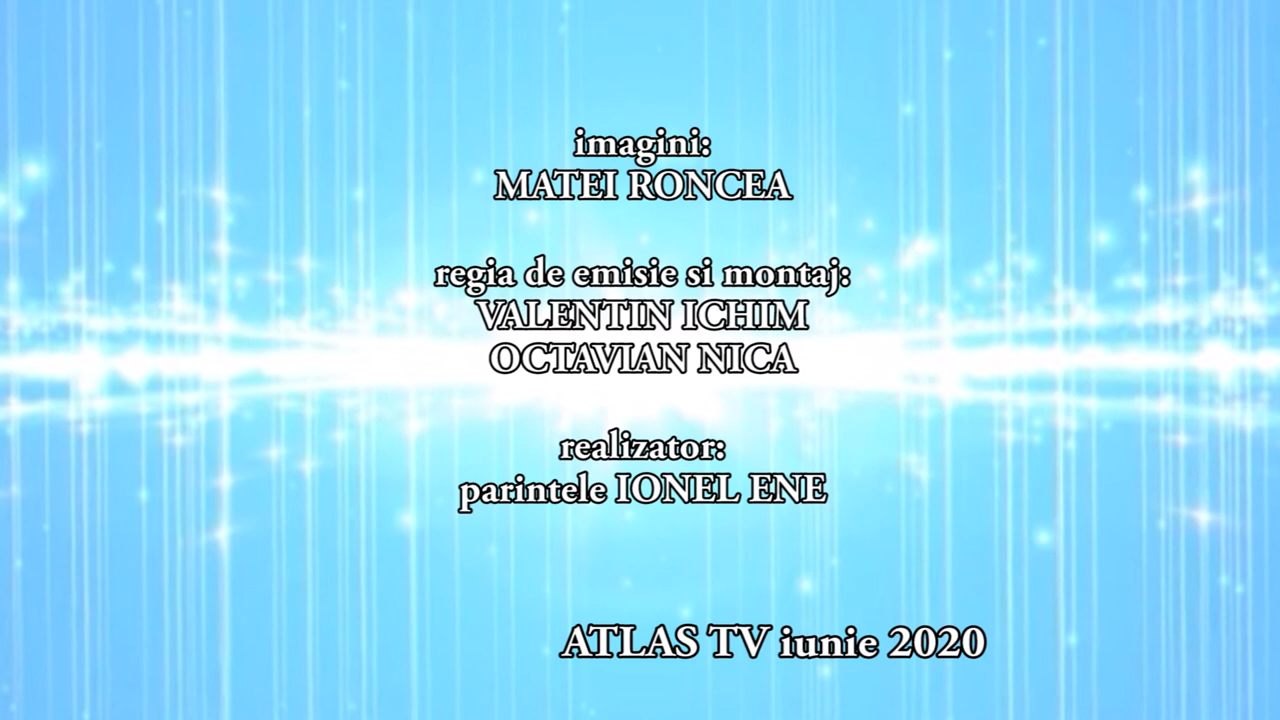 imagini:
MATEI RONCEA
regia de emisie si montaj:
VALENTIN ICHIM
OCTAVIAN NICA
realizator:
parintele IONEL ENE
ATLAS TV iunie 2020